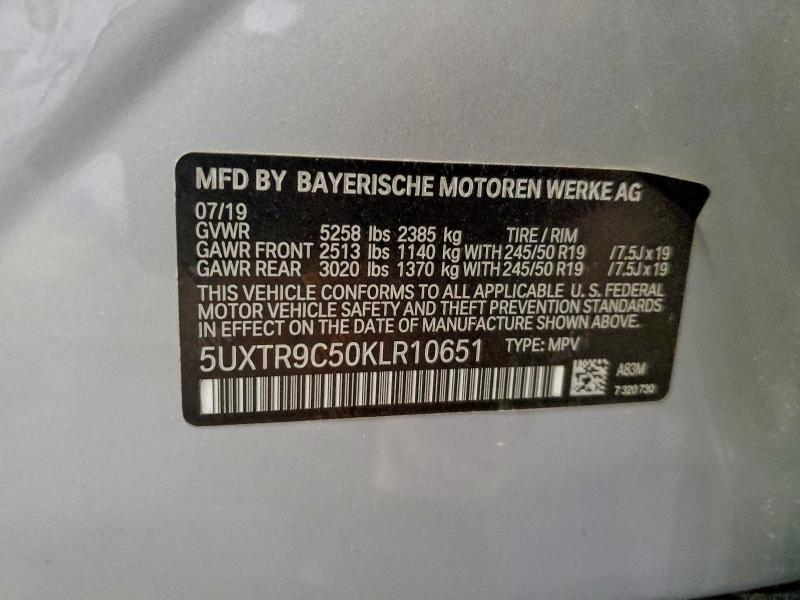 MFD BY BAYERISCHE MOTOREN WERKE AG
07/19
GVWR 5258 lbs 2385 kg TIRE / RIM
GAWR FRONT 2513 lbs 1140 kg WITH 245/50 R19 /7.5J x 19
GAWR REAR 3020 lbs 1370 kg WITH 245/50 R19 /7.5J x 19
THIS VEHICLE CONFORMS TO ALL APPLICABLE U.S. FEDERAL
MOTOR VEHICLE SAFETY AND THEFT PREVENTION STANDARDS
IN EFFECT ON THE DATE OF MANUFACTURE SHOWN ABOVE.
5UXTR9C50KLR10651 TYPE: MPV
A83M
7 320 730